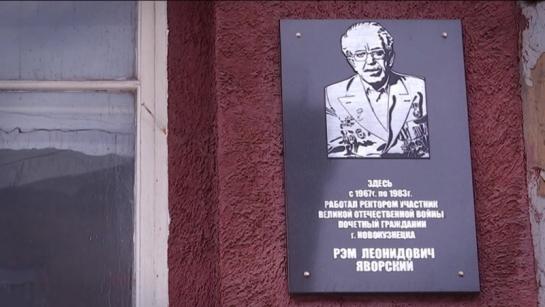 ЗДЕСЬ
с 1967г. по 1983г.
РАБОТАЛ РЕКТОРОМ УЧАСТНИК
ВЕЛИКОЙ ОТЕЧЕСТВЕННОЙ ВОЙНЫ
ПОЧЕТНЫЙ ГРАЖДАНИН
г. НОВОКУЗНЕЦКА
РЭМ ЛЕОНИДОВИЧ
ЯВОРСКИЙ